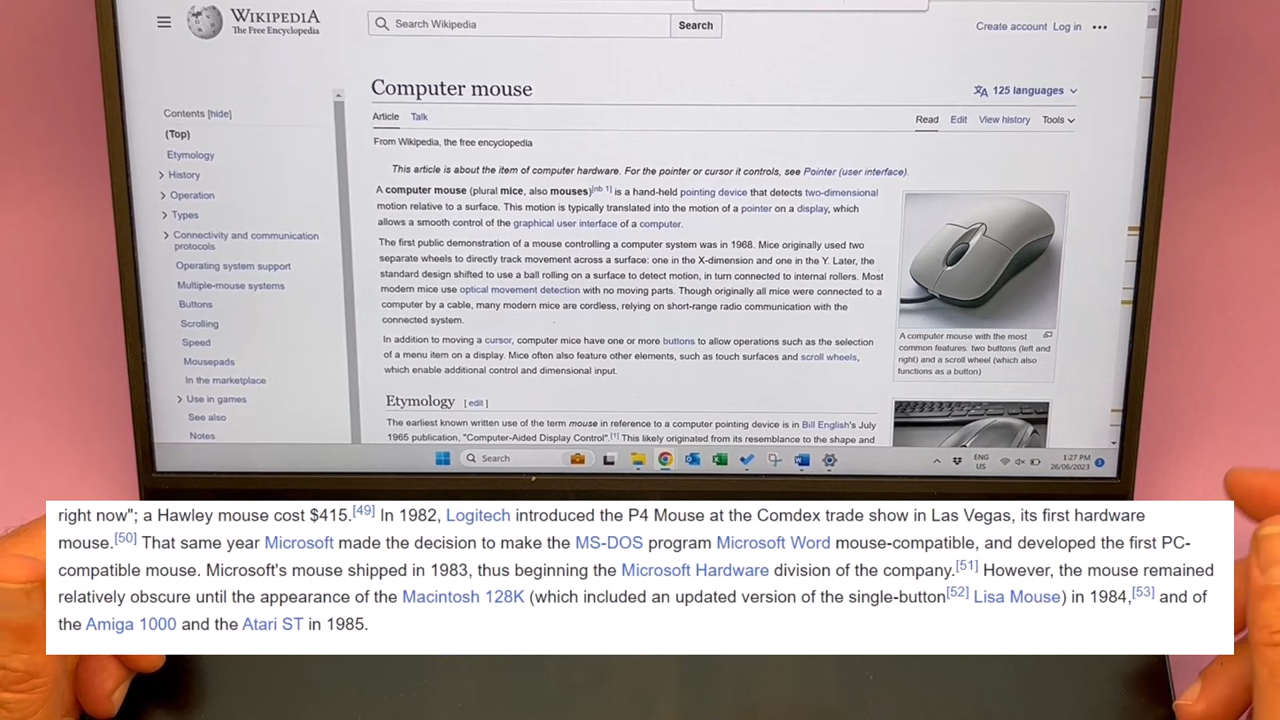 WIKIPEDIA
The Free Encyclopedia
Search Wikipedia
Search
Create account Log in
Computer mouse
125 languages
Article Talk
Read Edit View history Tools
From Wikipedia, the free encyclopedia
Contents [hide]
(Top)
Etymology
History
Operation
Types
Connectivity and communication
protocols
Operating system support
Multiple-mouse systems
Buttons
Scrolling
Speed
Mousepads
In the marketplace
Use in games
See also
Notes
This article is about the item of computer hardware. For the pointer or cursor it controls, see Pointer (user interface).
A computer mouse (plural mice, also mouses)[nb 1] is a hand-held pointing device that detects two-dimensional
motion relative to a surface. This motion is typically translated into the motion of a pointer on a display, which
allows a smooth control of the graphical user interface of a computer.
The first public demonstration of a mouse controlling a computer system was in 1968. Mice originally used two
separate wheels to directly track movement across a surface: one in the X-dimension and one in the Y. Later, the
standard design shifted to use a ball rolling on a surface to detect motion, in turn connected to internal rollers. Most
modern mice use optical movement detection with no moving parts. Though originally all mice were connected to a
computer by a cable, many modern mice are cordless, relying on short-range radio communication with the
connected system.
In addition to moving a cursor, computer mice have one or more buttons to allow operations such as the selection
of a menu item on a display. Mice often also feature other elements, such as touch surfaces and scroll wheels,
which enable additional control and dimensional input.
A computer mouse with the most
common features: two buttons (left and
right) and a scroll wheel (which also
functions as a button)
Etymology [ edit ]
The earliest known written use of the term mouse in reference to a computer pointing device is in Bill English's July
1965 publication, "Computer-Aided Display Control".[1] This likely originated from its resemblance to the shape and
Search
ENG
US
1:27 PM
26/06/2023
right now"; a Hawley mouse cost $415.[49] In 1982, Logitech introduced the P4 Mouse at the Comdex trade show in Las Vegas, its first hardware
mouse.[50] That same year Microsoft made the decision to make the MS-DOS program Microsoft Word mouse-compatible, and developed the first PC-
compatible mouse. Microsoft's mouse shipped in 1983, thus beginning the Microsoft Hardware division of the company.[51] However, the mouse remained
relatively obscure until the appearance of the Macintosh 128K (which included an updated version of the single-button[52] Lisa Mouse) in 1984,[53] and of
the Amiga 1000 and the Atari ST in 1985.